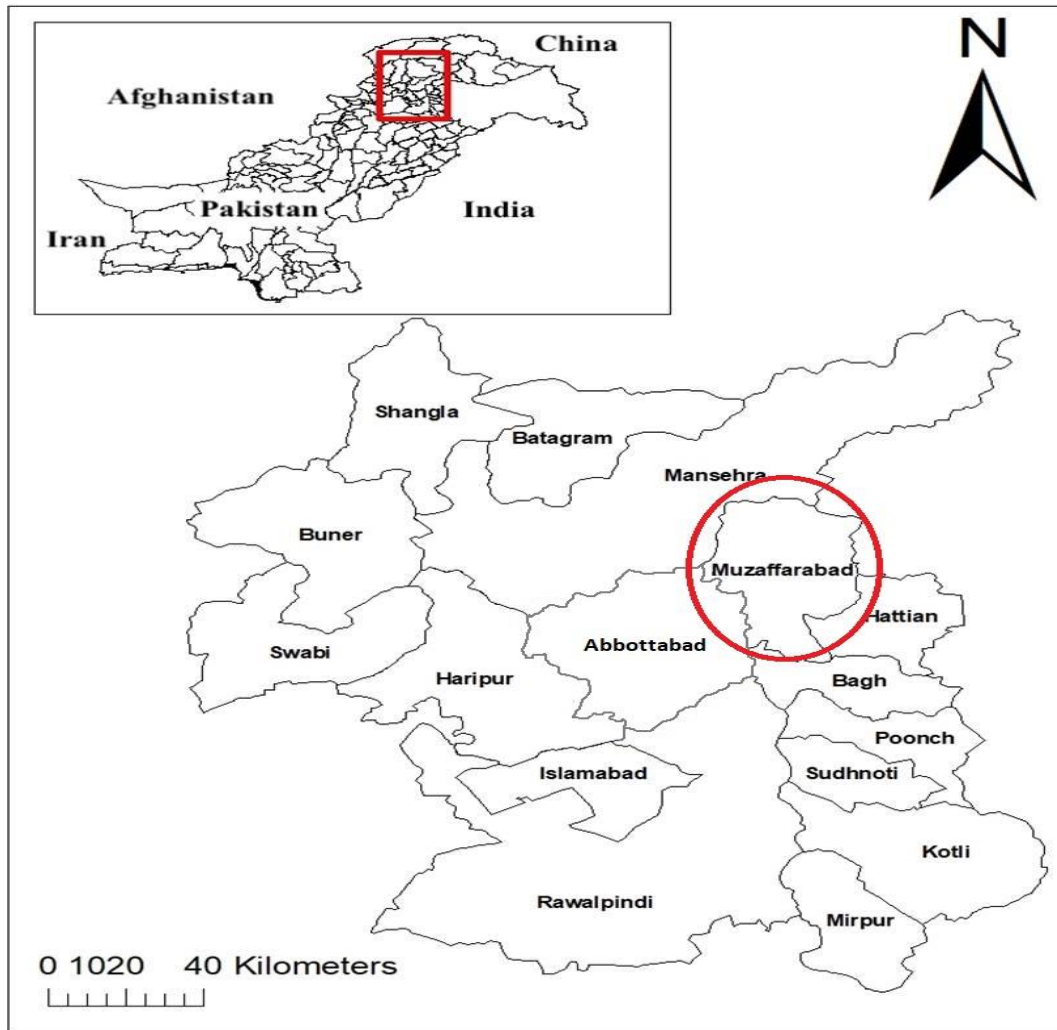 China
N
Afghanistan
Pakistan
India
Iran
Shangla
Batagram
Mansehra
Buner
Muzaffarabad
Hattian
Swabi
Abbottabad
Haripur
Bagh
Poonch
Islamabad
Sudhnoti
Kotli
Rawalpindi
Mirpur
0 1020 40 Kilometers